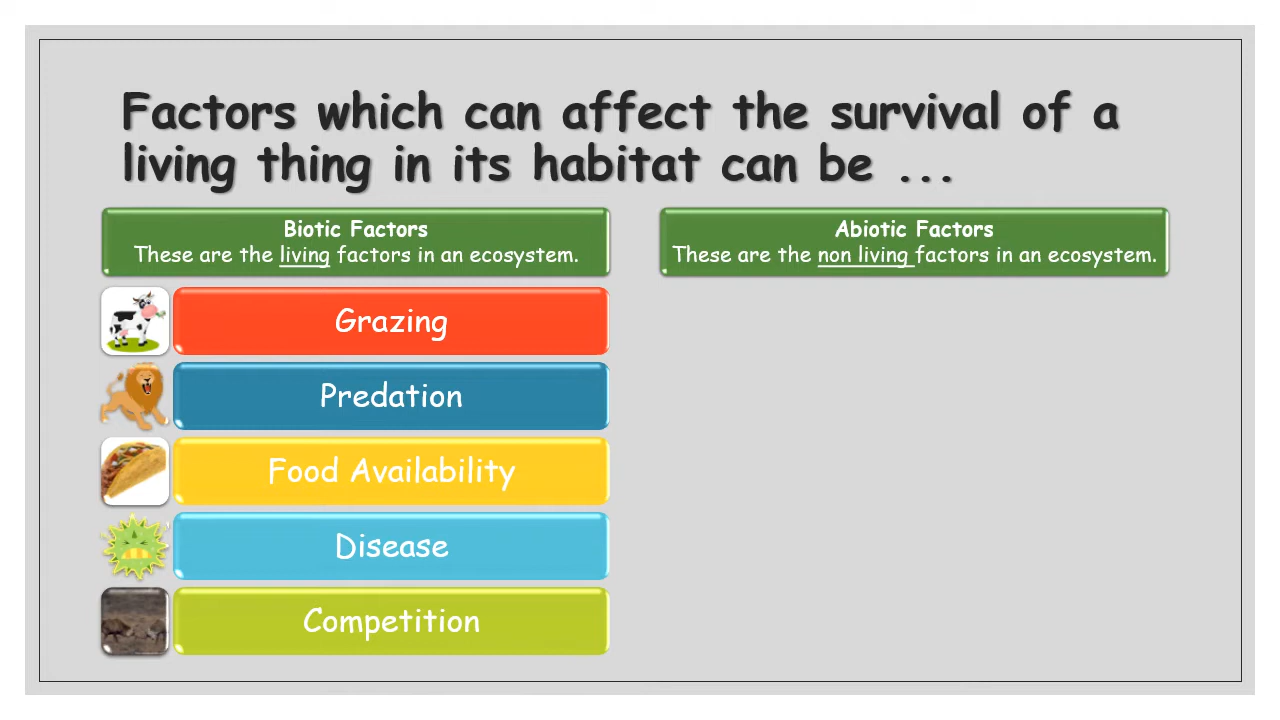 Factors which can affect the survival of a
living thing in its habitat can be ...
Biotic Factors
These are the living factors in an ecosystem.
Grazing
Predation
Food Availability
Disease
Competition
Abiotic Factors
These are the non living factors in an ecosystem.